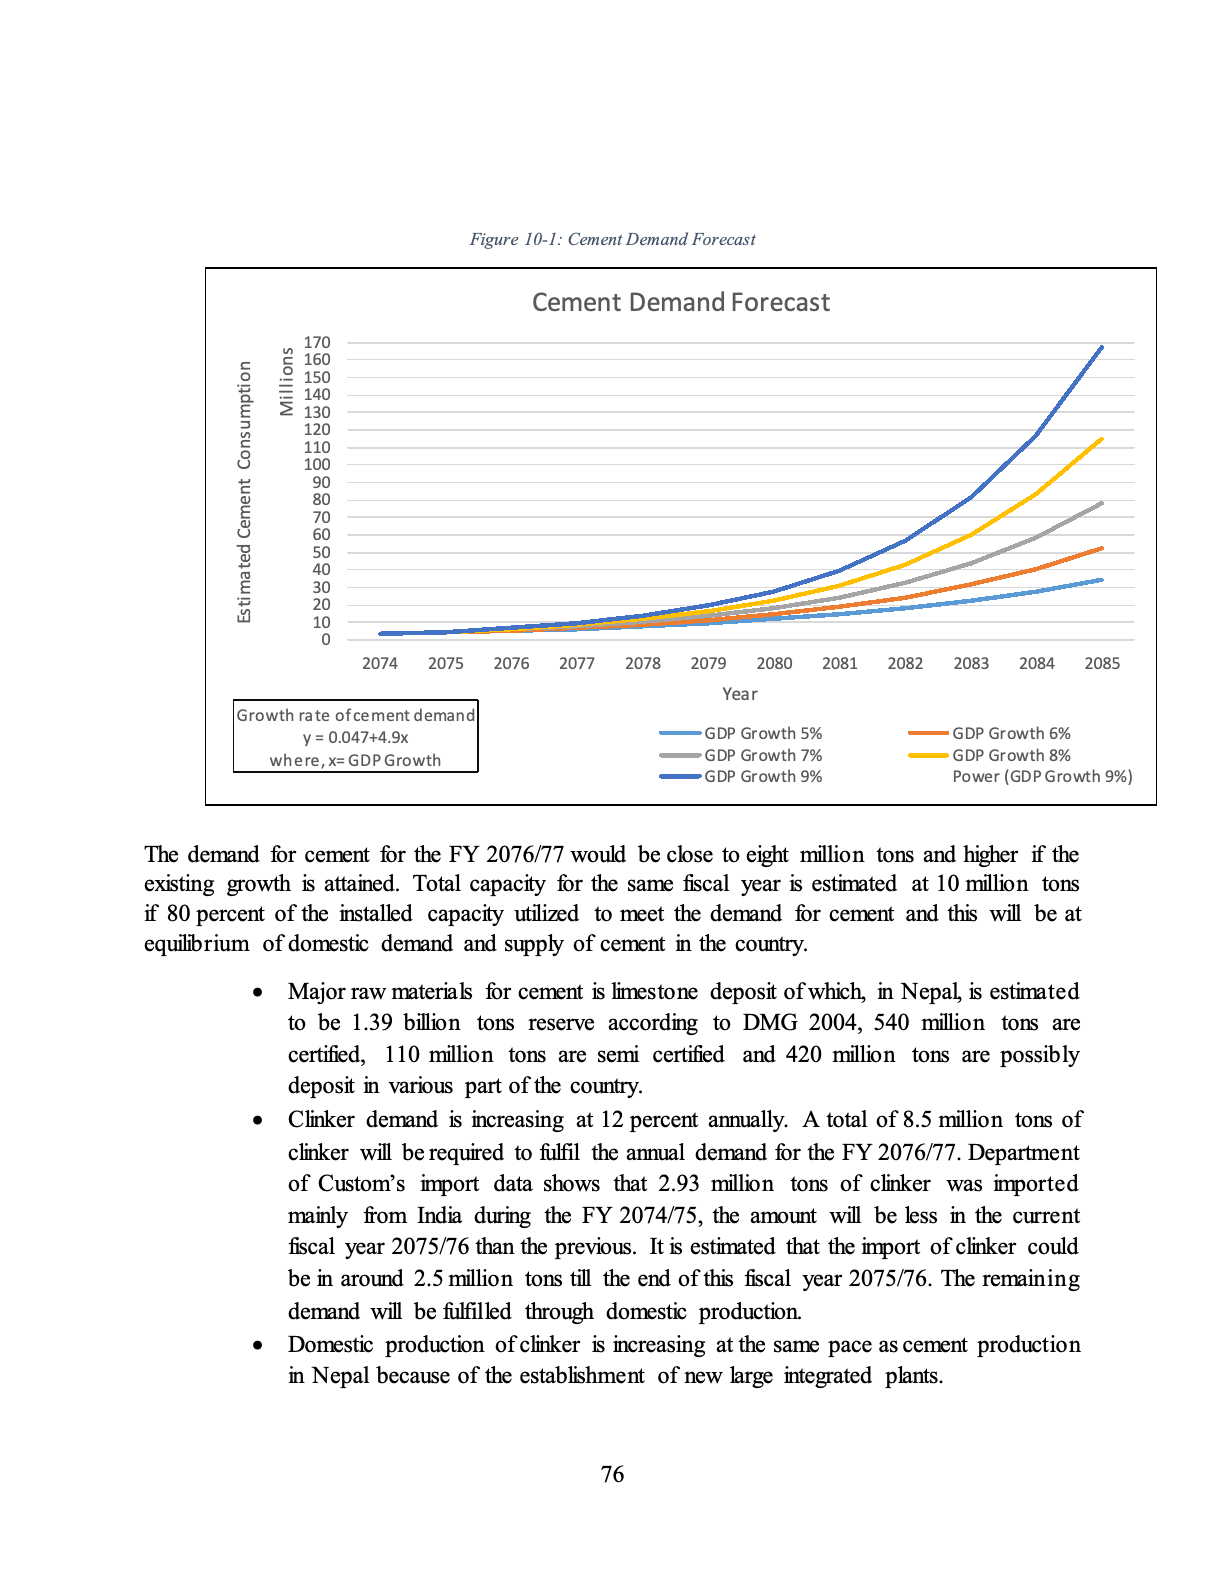 Figure 10-1: Cement Demand Forecast
Cement Demand Forecast
Estimated Cement Consumption
Millions
170
160
150
140
130
120
110
100
90
80
70
60
50
40
30
20
10
0
2074 2075 2076 2077 2078 2079 2080 2081 2082 2083 2084 2085
Year
Growth rate of cement demand
y = 0.047+4.9x
where, x= GDP Growth
GDP Growth 5% GDP Growth 6%
GDP Growth 7% GDP Growth 8%
GDP Growth 9% Power (GDP Growth 9%)
The demand for cement for the FY 2076/77 would be close to eight million tons and higher if the
existing growth is attained. Total capacity for the same fiscal year is estimated at 10 million tons
if 80 percent of the installed capacity utilized to meet the demand for cement and this will be at
equilibrium of domestic demand and supply of cement in the country.
• Major raw materials for cement is limestone deposit of which, in Nepal, is estimated
to be 1.39 billion tons reserve according to DMG 2004, 540 million tons are
certified, 110 million tons are semi certified and 420 million tons are possibly
deposit in various part of the country.
• Clinker demand is increasing at 12 percent annually. A total of 8.5 million tons of
clinker will be required to fulfil the annual demand for the FY 2076/77. Department
of Custom's import data shows that 2.93 million tons of clinker was imported
mainly from India during the FY 2074/75, the amount will be less in the current
fiscal year 2075/76 than the previous. It is estimated that the import of clinker could
be in around 2.5 million tons till the end of this fiscal year 2075/76. The remaining
demand will be fulfilled through domestic production.
• Domestic production of clinker is increasing at the same pace as cement production
in Nepal because of the establishment of new large integrated plants.
76